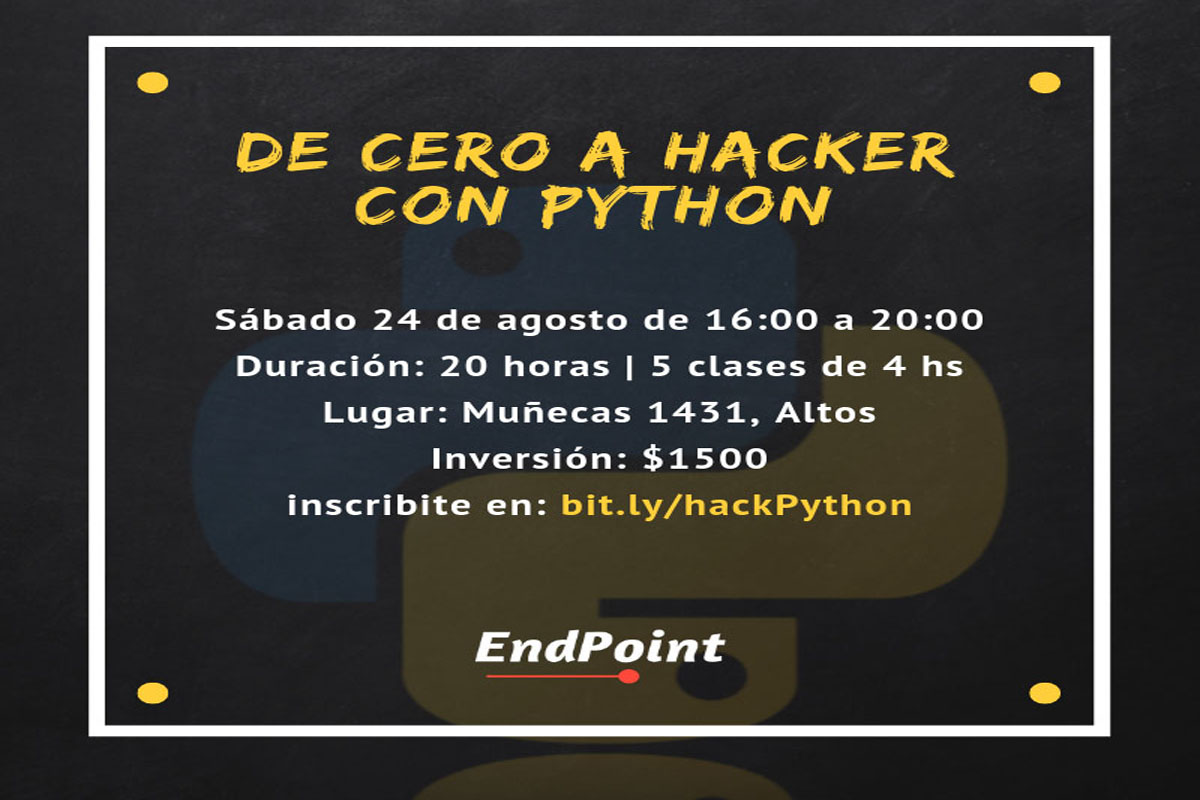 DE CERO A HACKER
CON PYTHON
Sábado 24 de agosto de 16:00 a 20:00
Duración: 20 horas | 5 clases de 4 hs
Lugar: Muñecas 1431, Altos
Inversión: $1500
inscribite en: bit.ly/hackPython
EndPoint